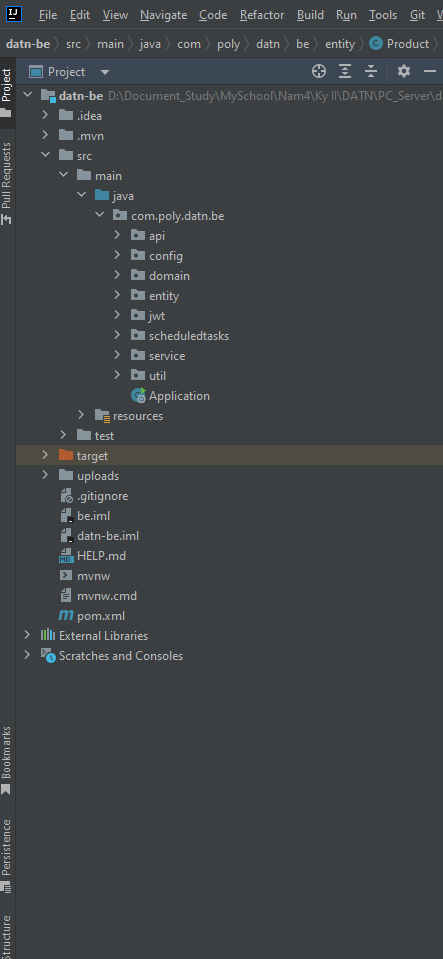 IJ File Edit View Navigate Code Refactor Build Run Tools Git
datn-be src main java com poly datn be entity C Product
Project
Project
datn-be D:\Document_Study\MySchool\Nam4\Ky II\DATN\PC_Server\d
.idea
.mvn
Pull Requests
src
main
java
com.poly.datn.be
api
config
domain
entity
jwt
scheduledtasks
service
util
Application
resources
test
target
uploads
.gitignore
be.iml
datn-be.iml
HELP.md
mvnw
mvnw.cmd
m pom.xml
External Libraries
Scratches and Consoles
Bookmarks
Persistence
Structure